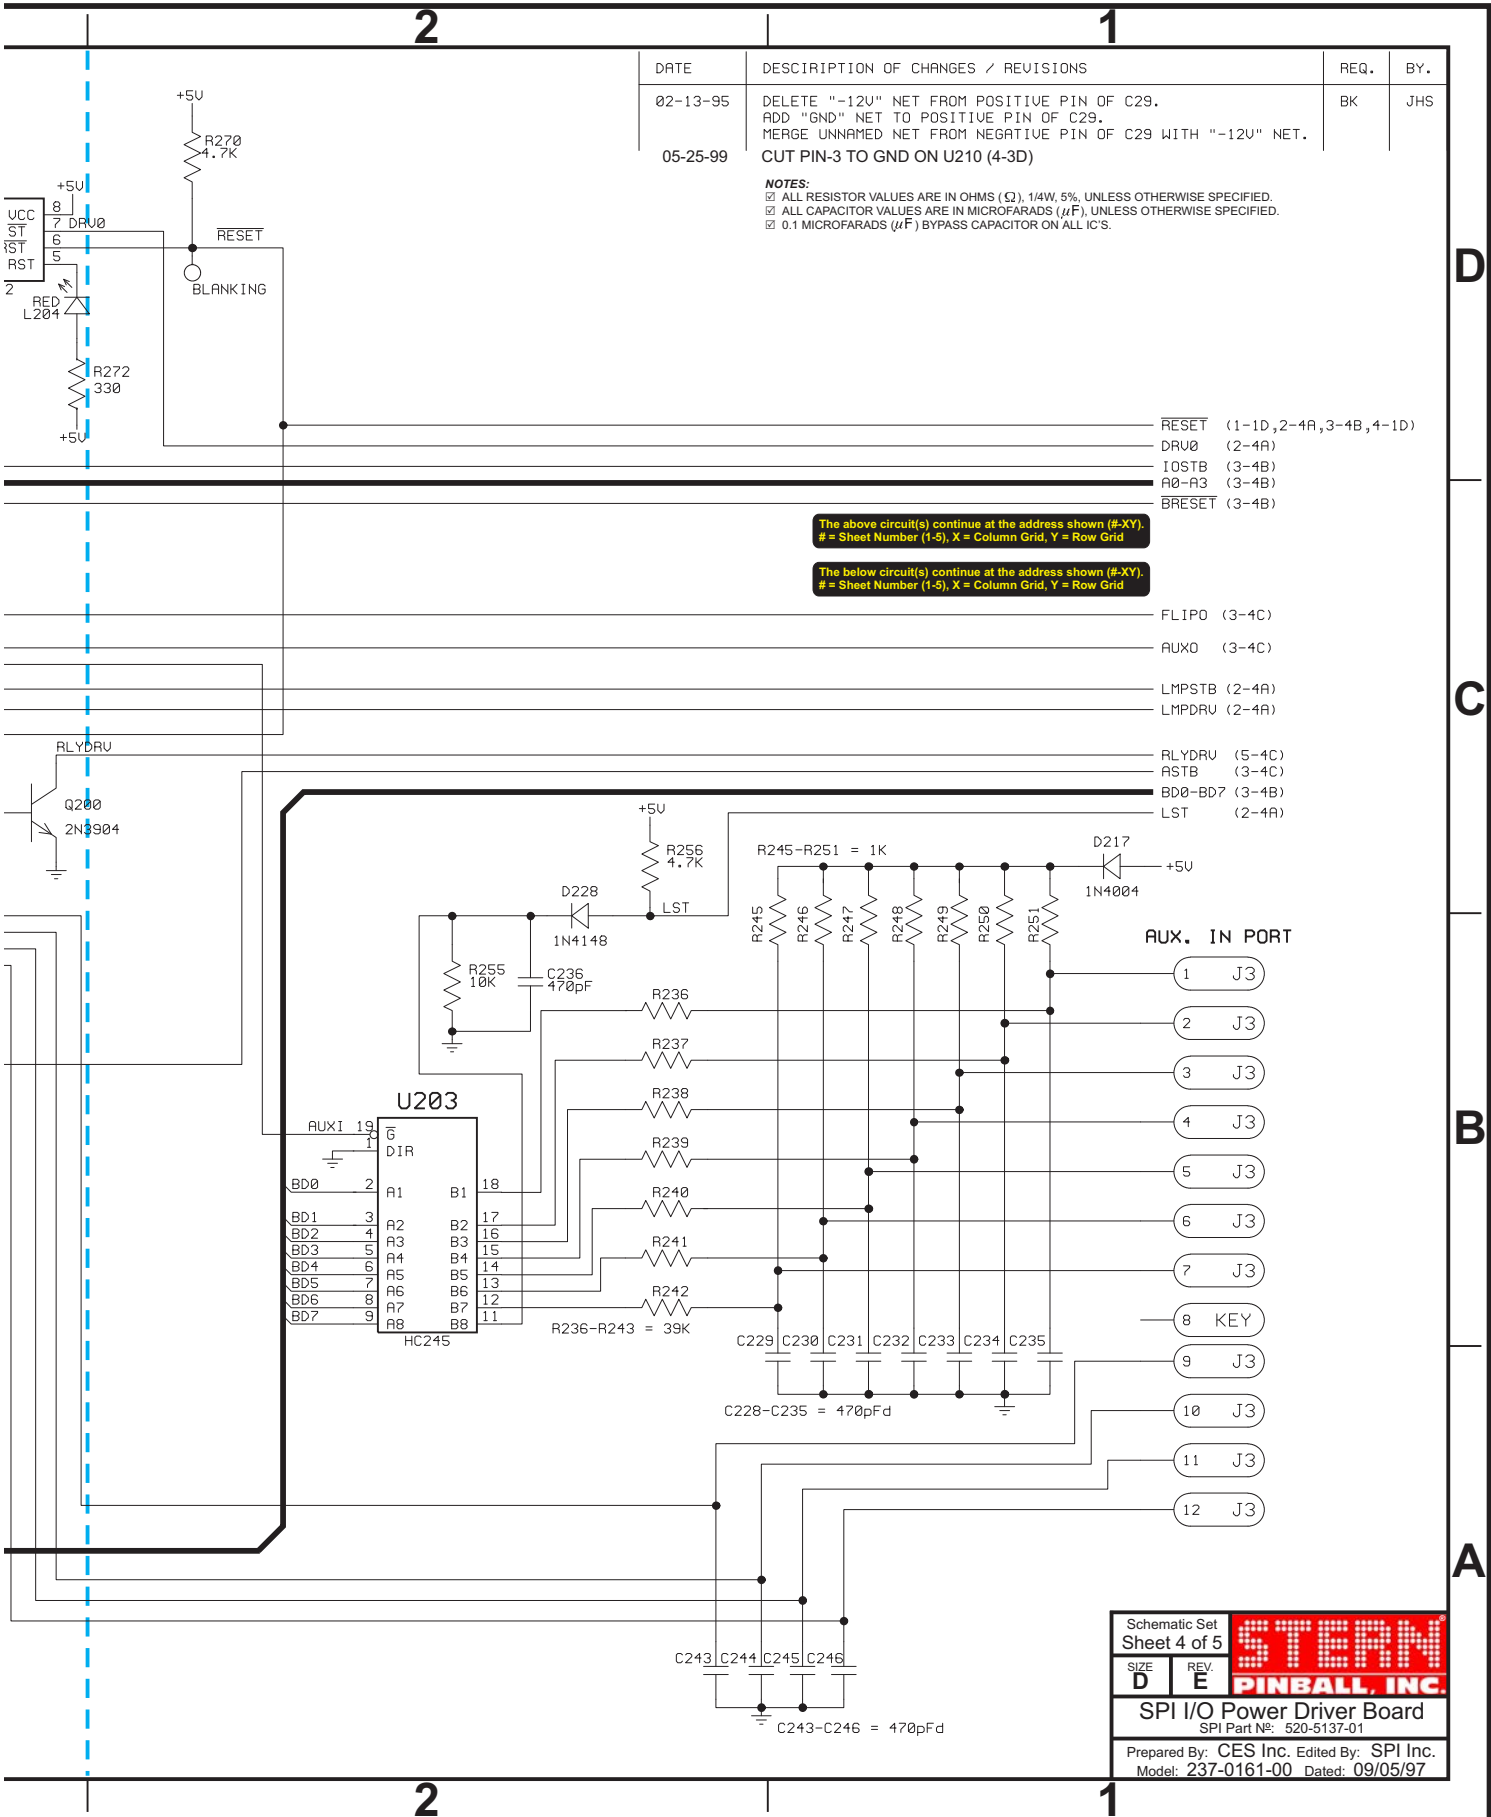 2 1
DATE DESCIRIPTION OF CHANGES / REVISIONS REQ. BY.
02-13-95 DELETE "-12V" NET FROM POSITIVE PIN OF C29. BK JHS
ADD "GND" NET TO POSITIVE PIN OF C29.
MERGE UNNAMED NET FROM NEGATIVE PIN OF C29 WITH "-12V" NET.
05-25-99 CUT PIN-3 TO GND ON U210 (4-3D)
NOTES:
☑ ALL RESISTOR VALUES ARE IN OHMS (Ω), 1/4W, 5%, UNLESS OTHERWISE SPECIFIED.
☑ ALL CAPACITOR VALUES ARE IN MICROFARADS (μF), UNLESS OTHERWISE SPECIFIED.
☑ 0.1 MICROFARADS (μF) BYPASS CAPACITOR ON ALL IC'S.
+5V
R270
4.7K
+5V
VCC 8
ST 7 DRV0
RST 6
RST 5
2
RESET
BLANKING
RED
L204
R272
330
+5V
D
RESET (1-1D,2-4A,3-4B,4-1D)
DRV0 (2-4A)
IOSTB (3-4B)
A0-A3 (3-4B)
BRESET (3-4B)
The above circuit(s) continue at the address shown (#-XY).
# = Sheet Number (1-5), X = Column Grid, Y = Row Grid
The below circuit(s) continue at the address shown (#-XY).
# = Sheet Number (1-5), X = Column Grid, Y = Row Grid
FLIPO (3-4C)
AUXO (3-4C)
LMPSTB (2-4A)
LMPDRV (2-4A)
C
RLYDRV
RLYDRV (5-4C)
ASTB (3-4C)
BD0-BD7 (3-4B)
LST (2-4A)
Q200
2N3904
+5V
R256
4.7K
R245-R251 = 1K
D217
+5V
1N4004
D228
1N4148
LST
R245 R246 R247 R248 R249 R250 R251
R255
10K
C236
470pF
AUX. IN PORT
1 J3
2 J3
3 J3
4 J3
5 J3
6 J3
7 J3
8 KEY
9 J3
10 J3
11 J3
12 J3
R236
R237
R238
R239
R240
R241
R242
R236-R243 = 39K
B
U203
AUXI 19 G
1 DIR
BD0 2 A1 B1 18
BD1 3 A2 B2 17
BD2 4 A3 B3 16
BD3 5 A4 B4 15
BD4 6 A5 B5 14
BD5 7 A6 B6 13
BD6 8 A7 B7 12
BD7 9 A8 B8 11
HC245
C229 C230 C231 C232 C233 C234 C235
C228-C235 = 470pFd
A
C243 C244 C245 C246
C243-C246 = 470pFd
Schematic Set
Sheet 4 of 5
SIZE D REV. E
STERN®
PINBALL, INC.
SPI I/O Power Driver Board
SPI Part Nº: 520-5137-01
Prepared By: CES Inc. Edited By: SPI Inc.
Model: 237-0161-00 Dated: 09/05/97
2 1